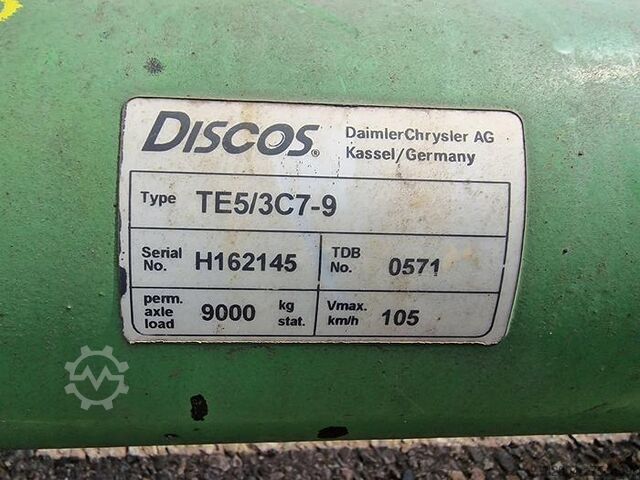 DISCOS®
DaimlerChrysler AG
Kassel/Germany
Type TE5/3C7-9
Serial No. H162145 TDB No. 0571
perm. axle load 9000 kg stat. Vmax. km/h 105